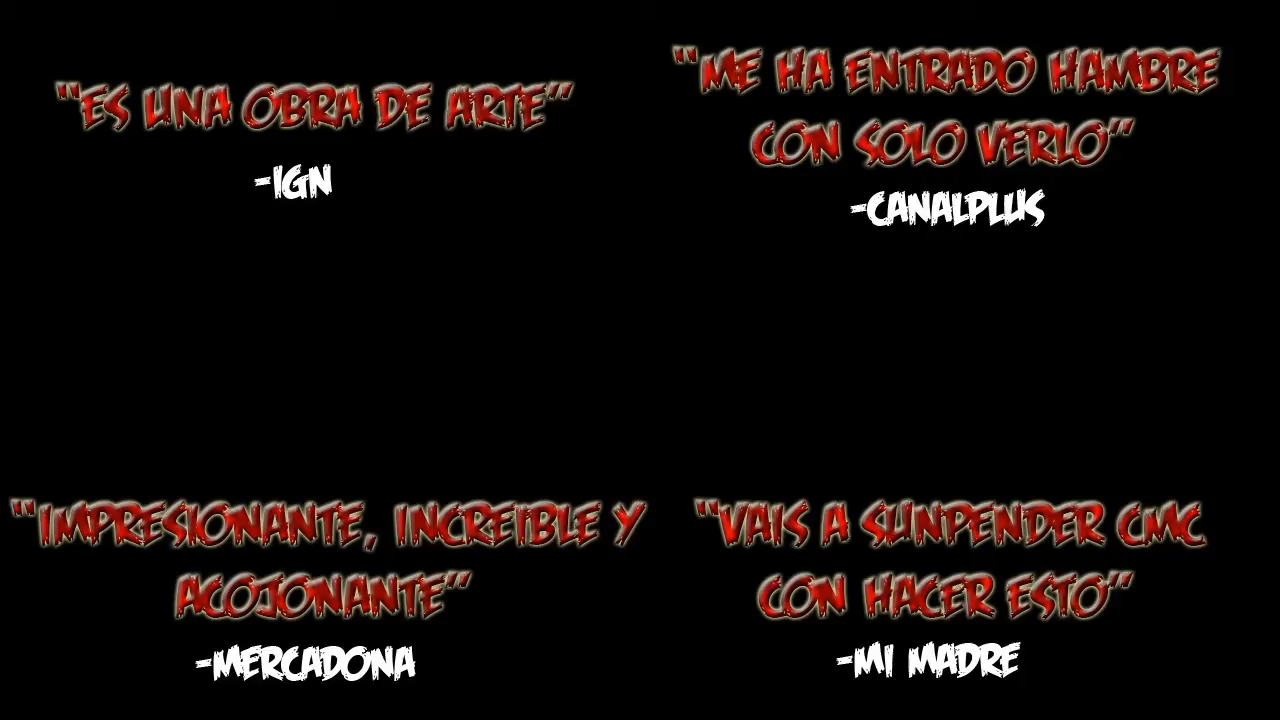 “ES UNA OBRA DE ARTE”
-IGN
“ME HA ENTRADO HAMBRE
CON SOLO VERLO”
-CANALPLUS
“IMPRESIONANTE, INCREIBLE Y
ACOJONANTE”
-MERCADONA
“VAIS A SUNPENDER CMC
CON HACER ESTO”
-MI MADRE